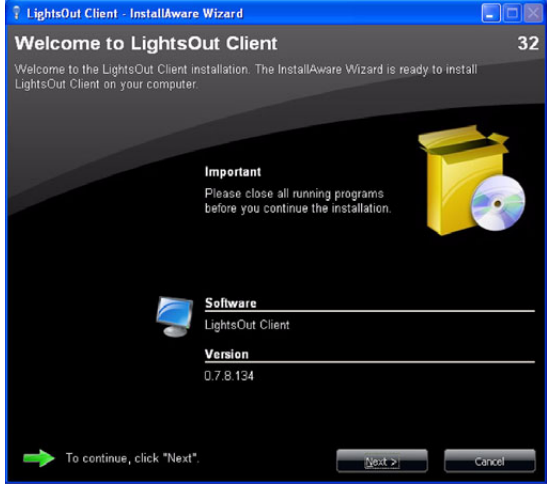 LightsOut Client - InstallAware Wizard
Welcome to LightsOut Client
32
Welcome to the LightsOut Client installation. The InstallAware Wizard is ready to install
LightsOut Client on your computer.
Important
Please close all running programs
before you continue the installation.
Software
LightsOut Client
Version
0.7.8.134
To continue, click "Next".
Next >
Cancel